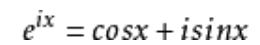 e^{ix} = cosx + isinx